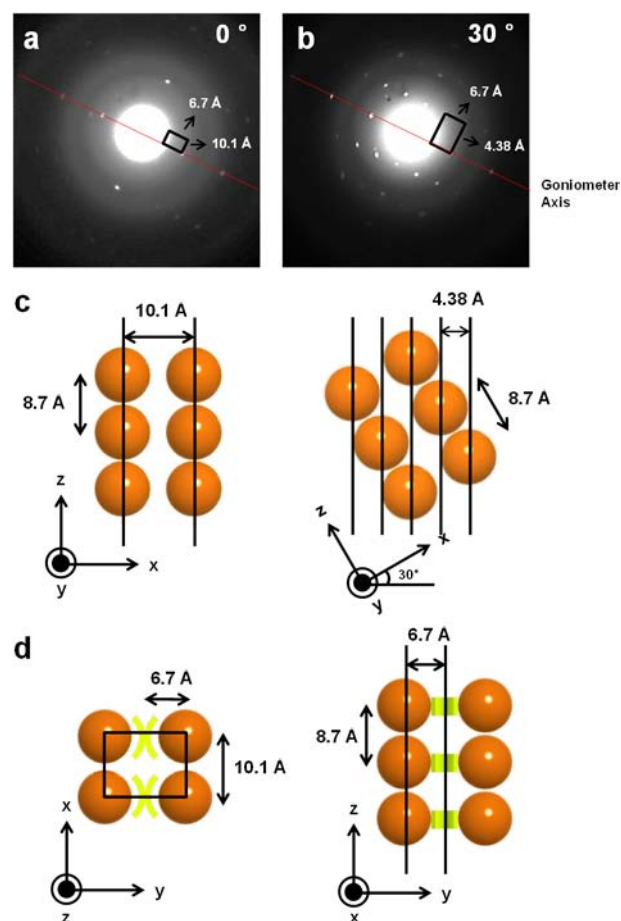 a
0 °
6.7 Å
10.1 Å
b
30 °
6.7 Å
4.38 Å
Goniometer
Axis
c
10.1 Å
8.7 Å
z
x
y
4.38 Å
8.7 Å
z
x
30°
y
d
6.7 Å
10.1 Å
x
y
z
6.7 Å
8.7 Å
z
y
x